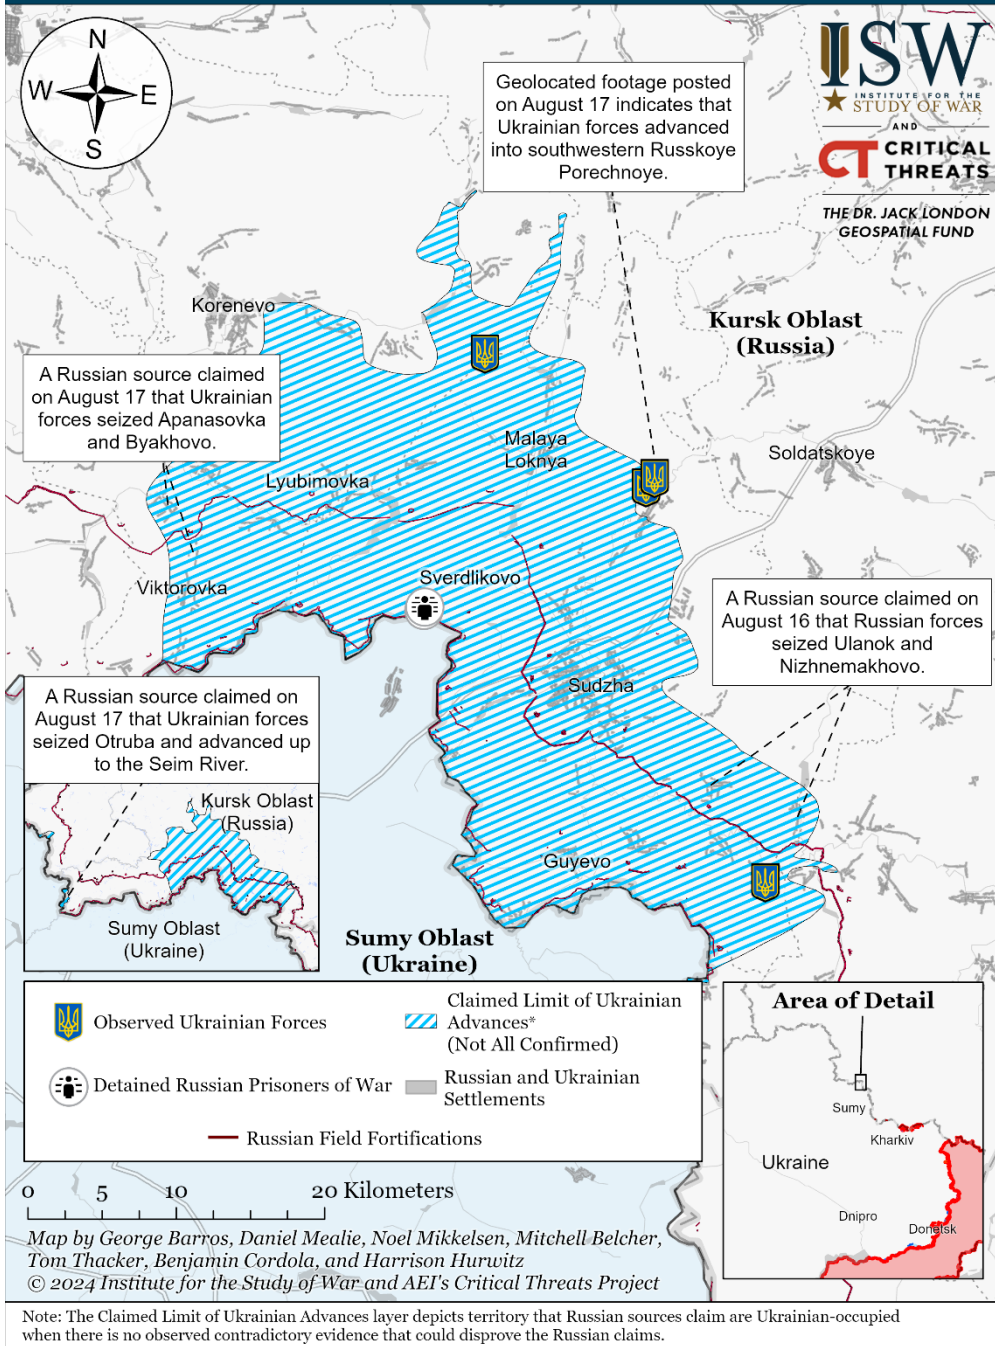 N
W
E
S
Geolocated footage posted
on August 17 indicates that
Ukrainian forces advanced
into southwestern Russkoye
Porechnoye.
ISW
INSTITUTE FOR THE
STUDY OF WAR
AND
CT CRITICAL
THREATS
THE DR. JACK LONDON
GEOSPATIAL FUND
Korenevo
Kursk Oblast
(Russia)
A Russian source claimed
on August 17 that Ukrainian
forces seized Apanasovka
and Byakhovo.
Malaya
Loknya
Soldatskoye
Lyubimovka
Viktorovka
Sverdlikovo
A Russian source claimed on
August 16 that Russian forces
seized Ulanok and
Nizhnemakhovo.
Sudzha
A Russian source claimed on
August 17 that Ukrainian forces
seized Otruba and advanced up
to the Seim River.
Kursk Oblast
(Russia)
Sumy Oblast
(Ukraine)
Guyevo
Sumy Oblast
(Ukraine)
Observed Ukrainian Forces
Claimed Limit of Ukrainian
Advances*
(Not All Confirmed)
Detained Russian Prisoners of War
Russian and Ukrainian
Settlements
Russian Field Fortifications
Area of Detail
Sumy
Kharkiv
Ukraine
Dnipro
Donetsk
0 5 10 20 Kilometers
Map by George Barros, Daniel Mealie, Noel Mikkelsen, Mitchell Belcher,
Tom Thacker, Benjamin Cordola, and Harrison Hurwitz
© 2024 Institute for the Study of War and AEI's Critical Threats Project
Note: The Claimed Limit of Ukrainian Advances layer depicts territory that Russian sources claim are Ukrainian-occupied
when there is no observed contradictory evidence that could disprove the Russian claims.